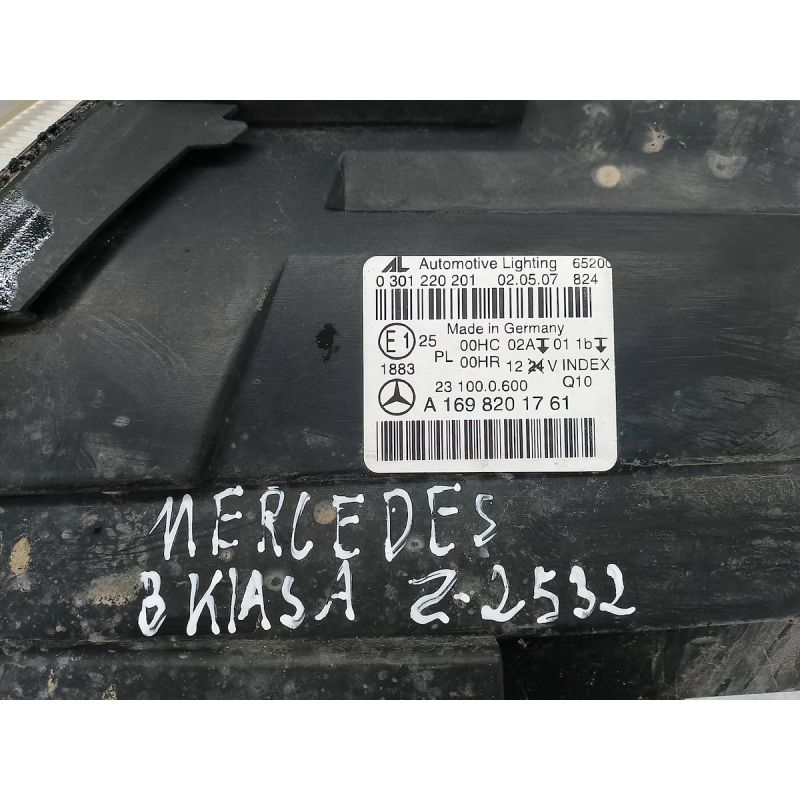 AL Automotive Lighting 65200
0 301 220 201 02.05.07 824
Made in Germany
E1 25 00HC 02A 01 1b
PL 00HR 12 24 V INDEX
1883
23 100.0.600 Q10
A 169 820 17 61
MERCEDES
B KlASA Z-2532